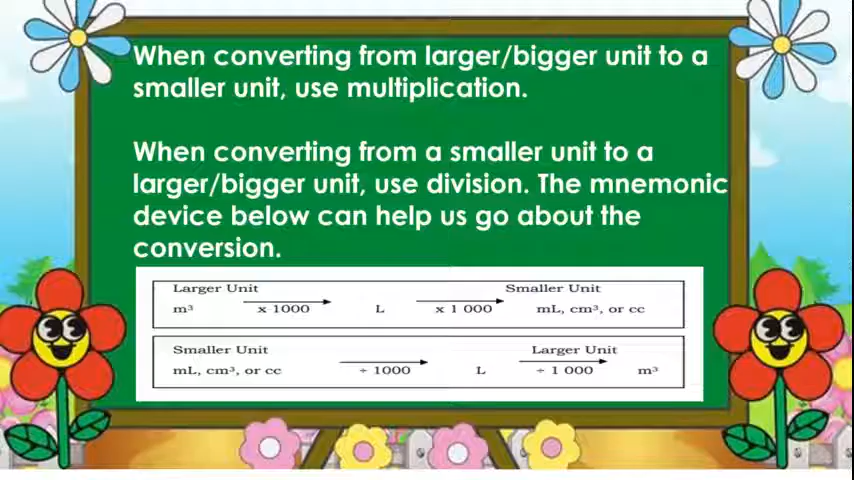 When converting from larger/bigger unit to a
smaller unit, use multiplication.
When converting from a smaller unit to a
larger/bigger unit, use division. The mnemonic
device below can help us go about the
conversion.
Larger Unit Smaller Unit
m³ x 1000 L x 1 000 mL, cm³, or cc
Smaller Unit Larger Unit
mL, cm³, or cc ÷ 1000 L ÷ 1 000 m³